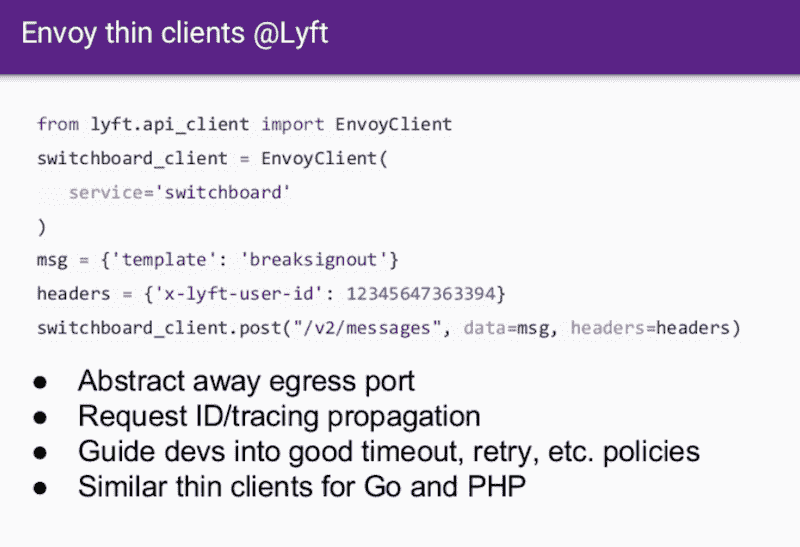 Envoy thin clients @Lyft
from lyft.api_client import EnvoyClient
switchboard_client = EnvoyClient(
service='switchboard'
)
msg = {'template': 'breaksignout'}
headers = {'x-lyft-user-id': 12345647363394}
switchboard_client.post("/v2/messages", data=msg, headers=headers)
● Abstract away egress port
● Request ID/tracing propagation
● Guide devs into good timeout, retry, etc. policies
● Similar thin clients for Go and PHP